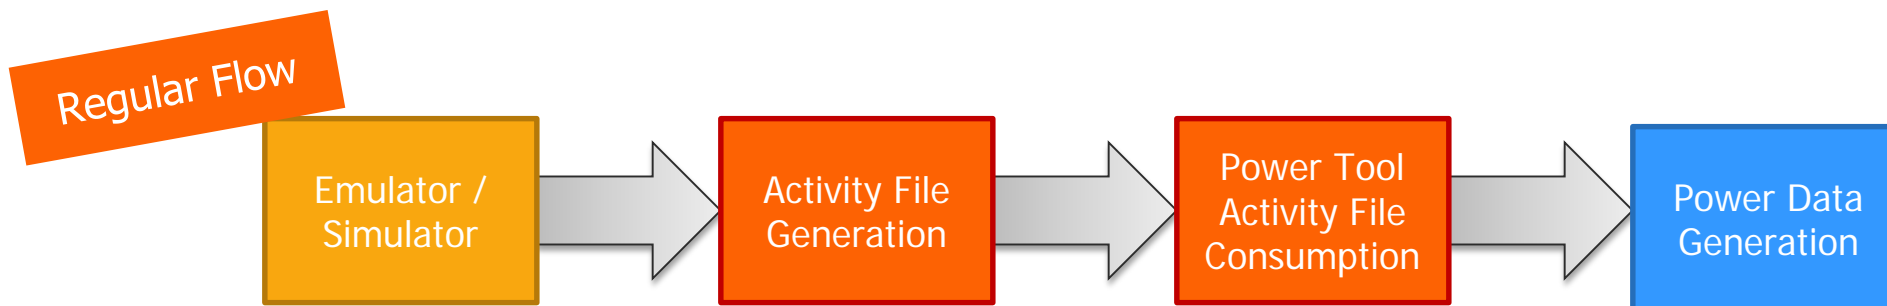 Regular Flow
Emulator /
Simulator
Activity File
Generation
Power Tool
Activity File
Consumption
Power Data
Generation